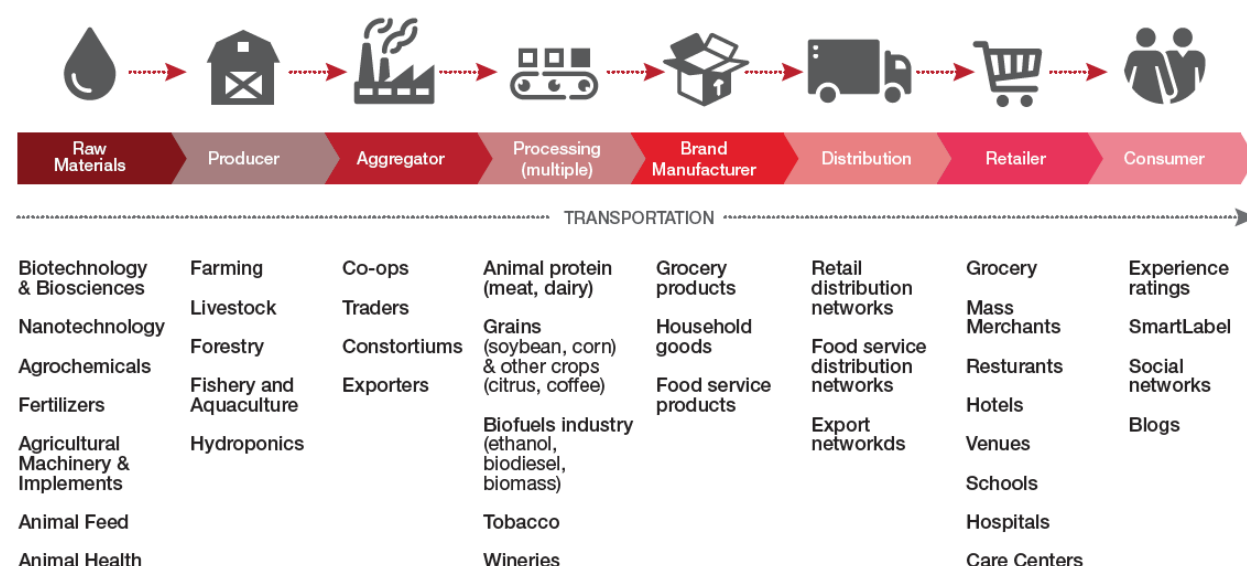 Raw
Materials
Producer
Aggregator
Processing
(multiple)
Brand
Manufacturer
Distribution
Retailer
Consumer
TRANSPORTATION
Biotechnology
& Biosciences
Nanotechnology
Agrochemicals
Fertilizers
Agricultural
Machinery &
Implements
Animal Feed
Animal Health
Farming
Livestock
Forestry
Fishery and
Aquaculture
Hydroponics
Co-ops
Traders
Constortiums
Exporters
Animal protein
(meat, dairy)
Grains
(soybean, corn)
& other crops
(citrus, coffee)
Biofuels industry
(ethanol,
biodiesel,
biomass)
Tobacco
Wineries
Grocery
products
Household
goods
Food service
products
Retail
distribution
networks
Food service
distribution
networks
Export
networkds
Grocery
Mass
Merchants
Resturants
Hotels
Venues
Schools
Hospitals
Care Centers
Experience
ratings
SmartLabel
Social
networks
Blogs